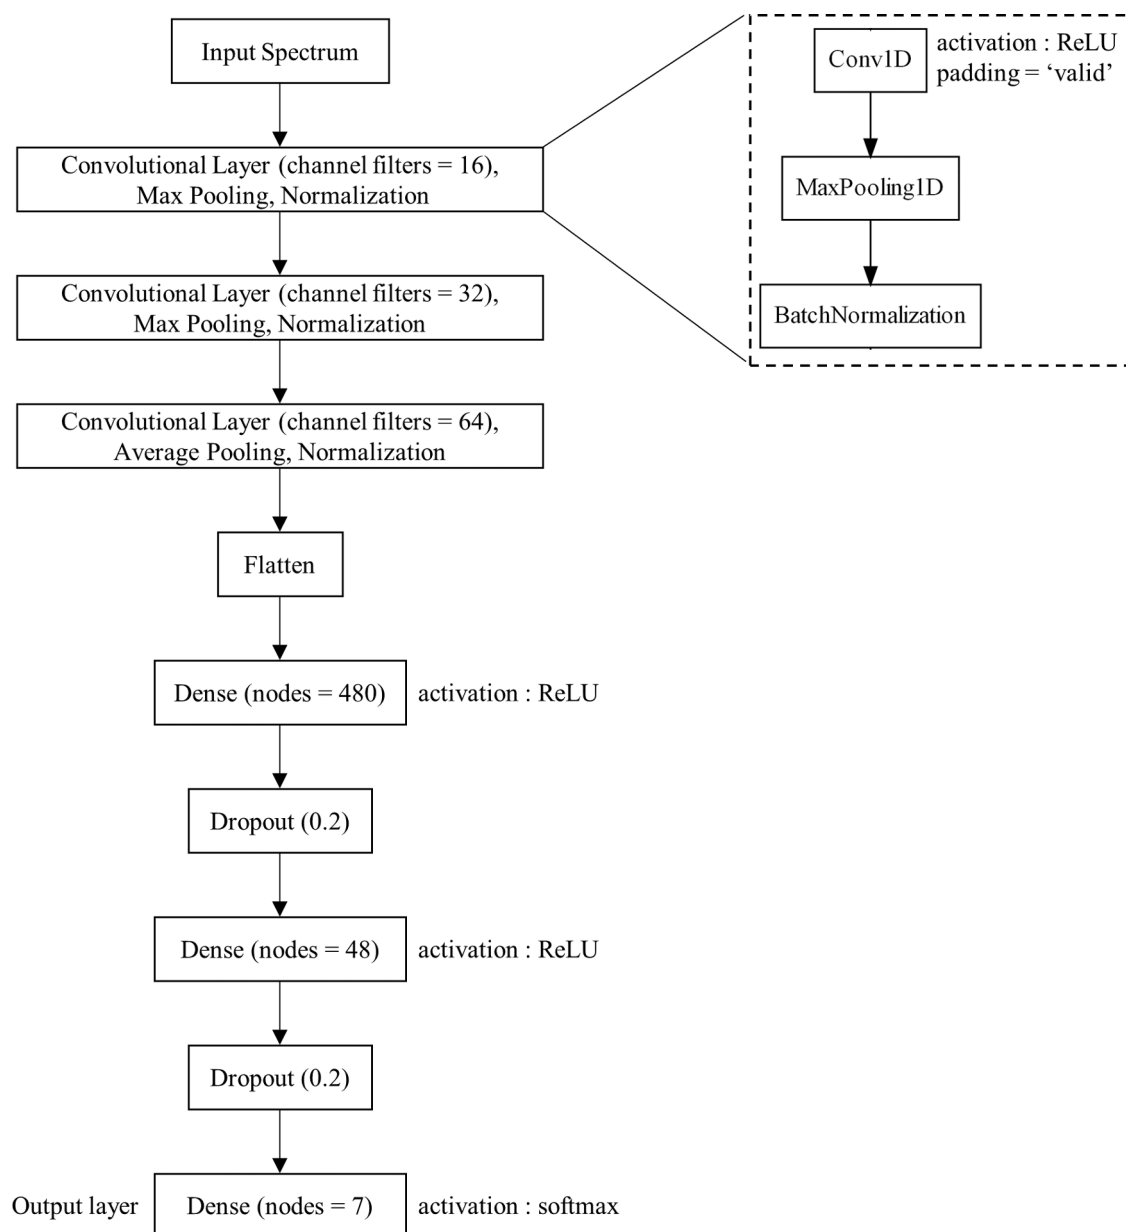 Input Spectrum
Convolutional Layer (channel filters = 16),
Max Pooling, Normalization
Conv1D
activation : ReLU
padding = ‘valid’
MaxPooling1D
BatchNormalization
Convolutional Layer (channel filters = 32),
Max Pooling, Normalization
Convolutional Layer (channel filters = 64),
Average Pooling, Normalization
Flatten
Dense (nodes = 480)
activation : ReLU
Dropout (0.2)
Dense (nodes = 48)
activation : ReLU
Dropout (0.2)
Output layer
Dense (nodes = 7)
activation : softmax